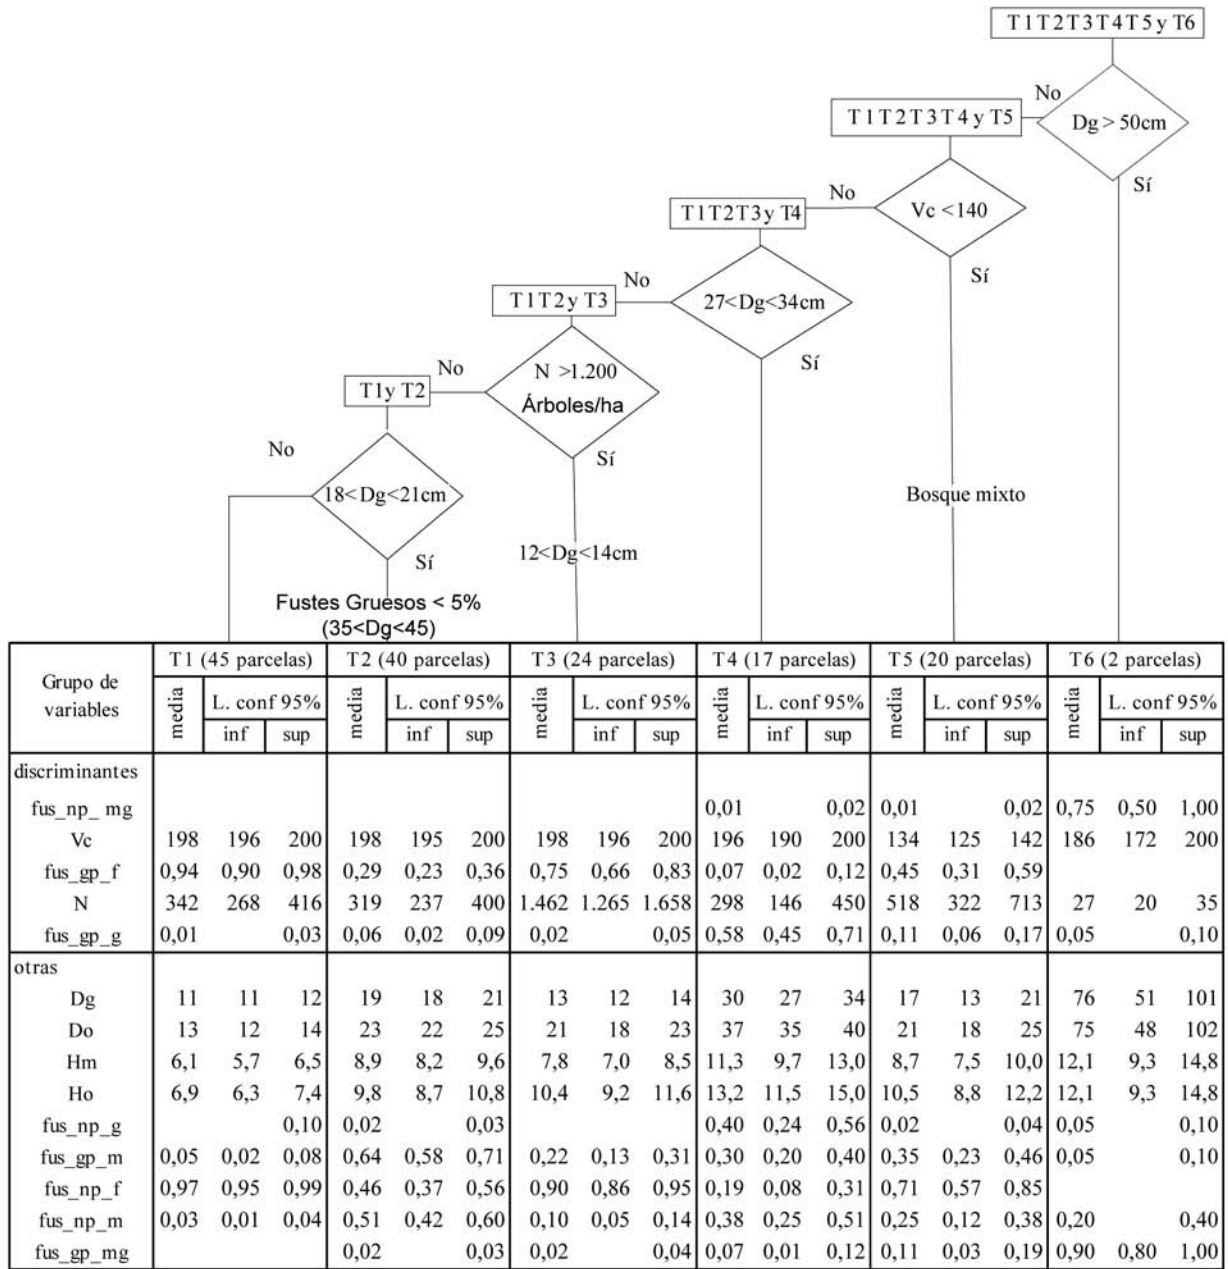 T1T2T3T4T5 y T6
No
Dg > 50cm
Sí
T1T2T3T4 y T5
No
Vc <140
Sí
T1T2T3 y T4
No
27<Dg<34cm
Sí
T1T2 y T3
No
N >1.200
Árboles/ha
Sí
T1y T2
No
18<Dg<21cm
Sí
Bosque mixto
12<Dg<14cm
Fustes Gruesos < 5%
(35<Dg<45)
Grupo de variables T1 (45 parcelas) T2 (40 parcelas) T3 (24 parcelas) T4 (17 parcelas) T5 (20 parcelas) T6 (2 parcelas)
media L. conf 95% media L. conf 95% media L. conf 95% media L. conf 95% media L. conf 95% media L. conf 95%
inf sup inf sup inf sup inf sup inf sup inf sup
discriminantes
fus_np_ mg 0,01 0,02 0,01 0,02 0,75 0,50 1,00
Vc 198 196 200 198 195 200 198 196 200 196 190 200 134 125 142 186 172 200
fus_gp_f 0,94 0,90 0,98 0,29 0,23 0,36 0,75 0,66 0,83 0,07 0,02 0,12 0,45 0,31 0,59
N 342 268 416 319 237 400 1.462 1.265 1.658 298 146 450 518 322 713 27 20 35
fus_gp_g 0,01 0,03 0,06 0,02 0,09 0,02 0,05 0,58 0,45 0,71 0,11 0,06 0,17 0,05 0,10
otras
Dg 11 11 12 19 18 21 13 12 14 30 27 34 17 13 21 76 51 101
Do 13 12 14 23 22 25 21 18 23 37 35 40 21 18 25 75 48 102
Hm 6,1 5,7 6,5 8,9 8,2 9,6 7,8 7,0 8,5 11,3 9,7 13,0 8,7 7,5 10,0 12,1 9,3 14,8
Ho 6,9 6,3 7,4 9,8 8,7 10,8 10,4 9,2 11,6 13,2 11,5 15,0 10,5 8,8 12,2 12,1 9,3 14,8
fus_np_g 0,10 0,02 0,03 0,40 0,24 0,56 0,02 0,04 0,05 0,10
fus_gp_m 0,05 0,02 0,08 0,64 0,58 0,71 0,22 0,13 0,31 0,30 0,20 0,40 0,35 0,23 0,46 0,05 0,10
fus_np_f 0,97 0,95 0,99 0,46 0,37 0,56 0,90 0,86 0,95 0,19 0,08 0,31 0,71 0,57 0,85
fus_np_m 0,03 0,01 0,04 0,51 0,42 0,60 0,10 0,05 0,14 0,38 0,25 0,51 0,25 0,12 0,38 0,20 0,40
fus_gp_mg 0,02 0,03 0,02 0,04 0,07 0,01 0,12 0,11 0,03 0,19 0,90 0,80 1,00